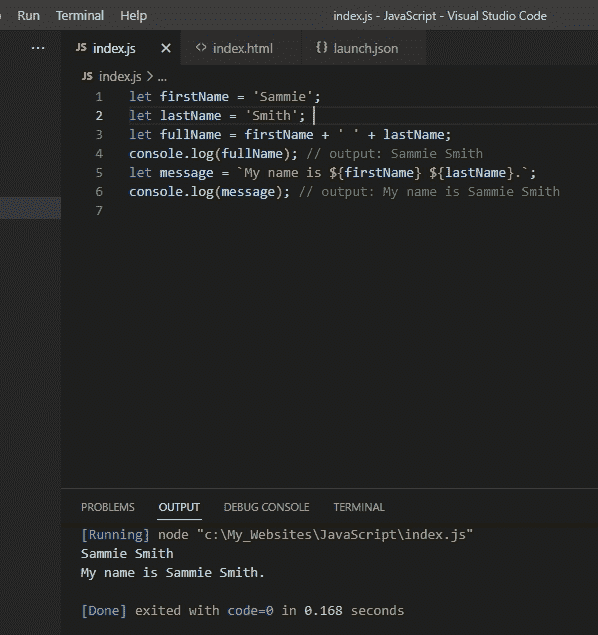 Run Terminal Help index.js - JavaScript - Visual Studio Code
... JS index.js × <> index.html {} launch.json
JS index.js > ...
1 let firstName = 'Sammie';
2 let lastName = 'Smith';
3 let fullName = firstName + ' ' + lastName;
4 console.log(fullName); // output: Sammie Smith
5 let message = `My name is ${firstName} ${lastName}.`;
6 console.log(message); // output: My name is Sammie Smith
7
PROBLEMS OUTPUT DEBUG CONSOLE TERMINAL
[Running] node "c:\My_Websites\JavaScript\index.js"
Sammie Smith
My name is Sammie Smith.
[Done] exited with code=0 in 0.168 seconds